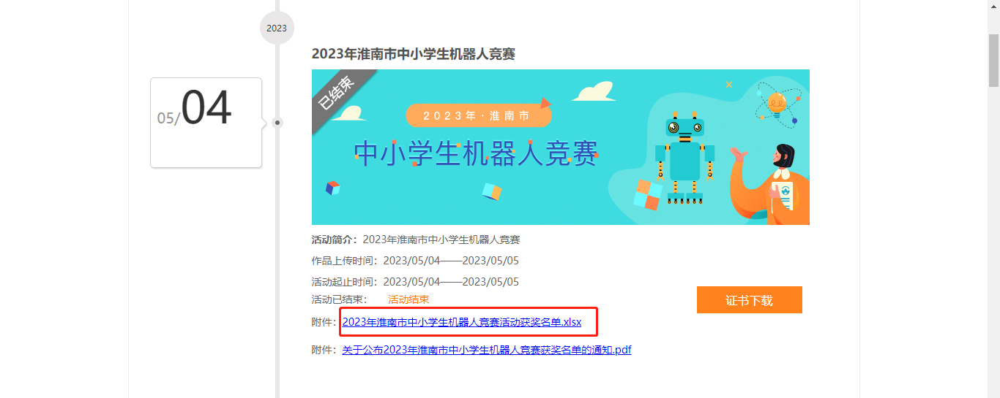 2023
2023年淮南市中小学生机器人竞赛
05/04
已结束
2023年·淮南市
中小学生机器人竞赛
活动简介：2023年淮南市中小学生机器人竞赛
作品上传时间：2023/05/04——2023/05/05
活动起止时间：2023/05/04——2023/05/05
活动已结束： 活动结束
证书下载
附件：2023年淮南市中小学生机器人竞赛活动获奖名单.xlsx
附件：关于公布2023年淮南市中小学生机器人竞赛获奖名单的通知.pdf